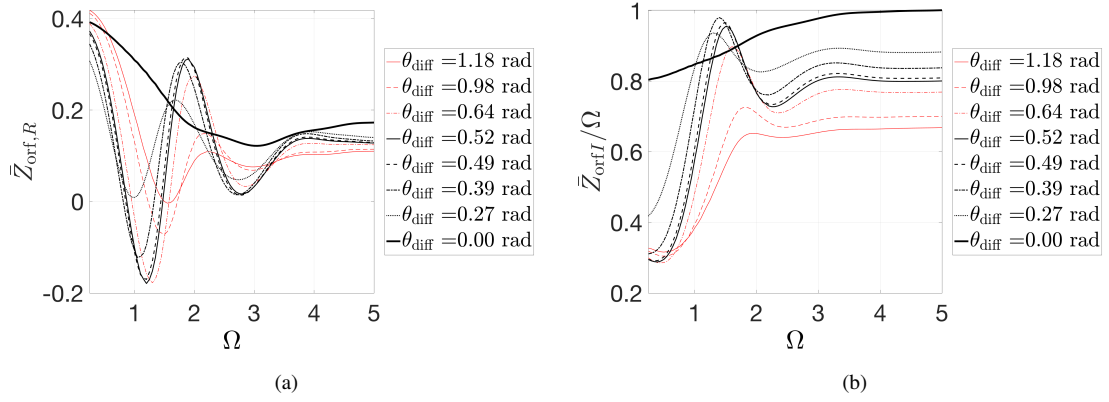 0.4
0.2
0
-0.2
Z̄orf,R
1 2 3 4 5
Ω
θdiff =1.18 rad
θdiff =0.98 rad
θdiff =0.64 rad
θdiff =0.52 rad
θdiff =0.49 rad
θdiff =0.39 rad
θdiff =0.27 rad
θdiff =0.00 rad
(a)
1
0.8
0.6
0.4
0.2
Z̄orfI/Ω
1 2 3 4 5
Ω
θdiff =1.18 rad
θdiff =0.98 rad
θdiff =0.64 rad
θdiff =0.52 rad
θdiff =0.49 rad
θdiff =0.39 rad
θdiff =0.27 rad
θdiff =0.00 rad
(b)